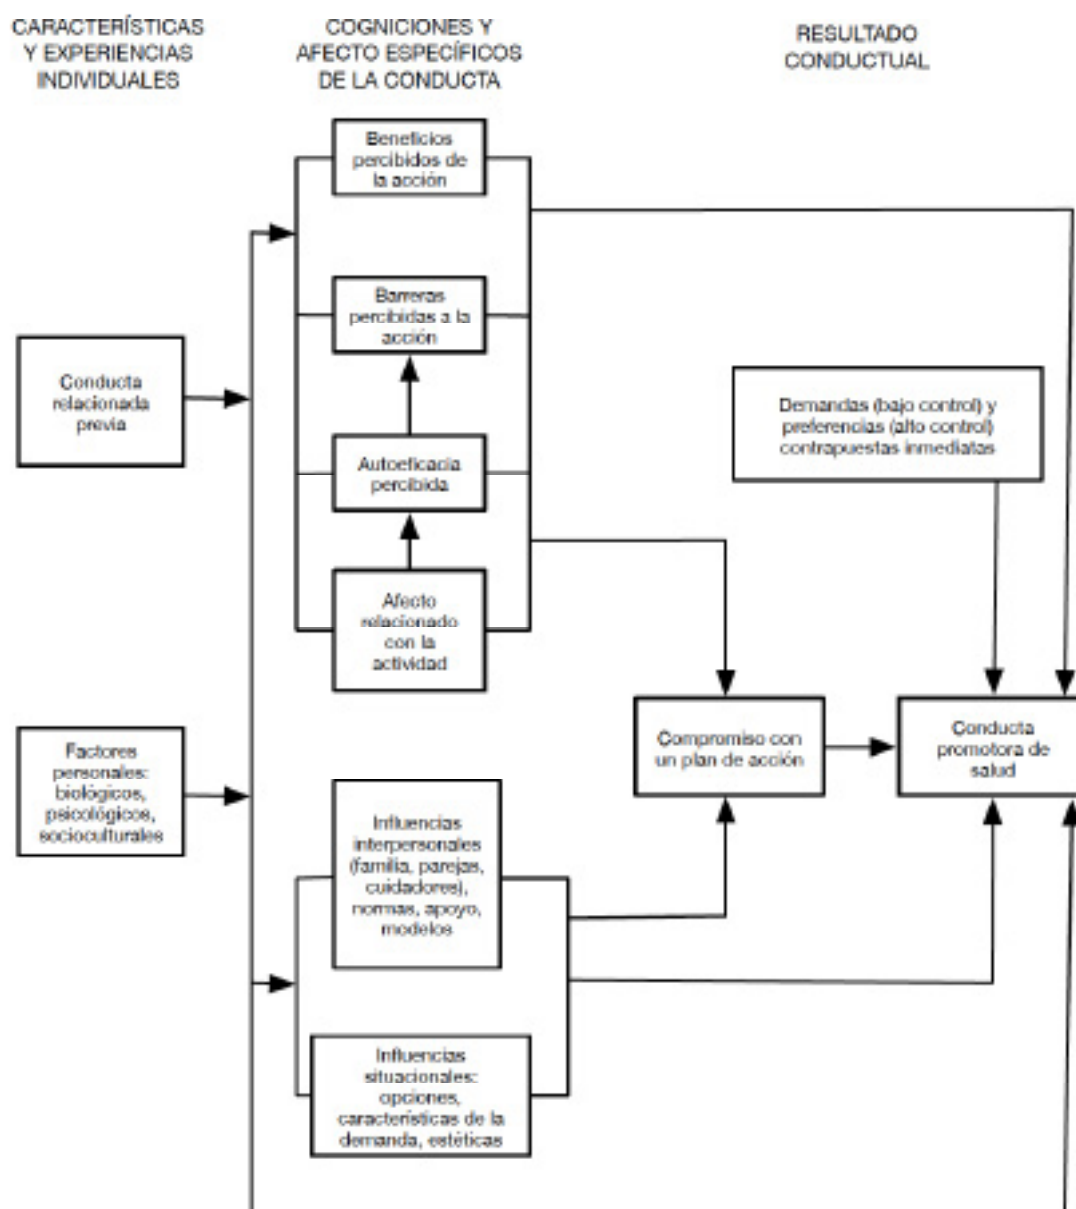 CARACTERÍSTICAS
Y EXPERIENCIAS
INDIVIDUALES
COGNICIONES Y
AFECTO ESPECÍFICOS
DE LA CONDUCTA
RESULTADO
CONDUCTUAL
Beneficios
percibidos de
la acción
Barreras
percibidas a la
acción
Conducta
relacionada
previa
Demandas (bajo control) y
preferencias (alto control)
contrapuestas inmediatas
Autoeficacia
percibida
Afecto
relacionado
con la
actividad
Factores
personales:
biológicos,
psicológicos,
socioculturales
Compromiso con
un plan de acción
Conducta
promotora de
salud
Influencias
interpersonales
(familia, parejas,
cuidadores),
normas, apoyo,
modelos
Influencias
situacionales:
opciones,
características de la
demanda, estéticas